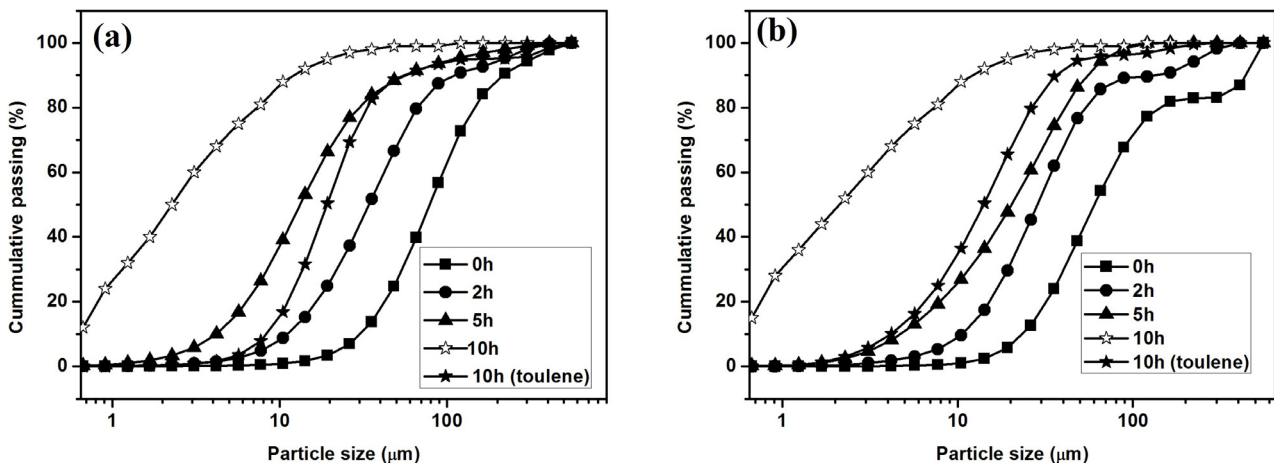 (a)
Cummulative passing (%)
100
80
60
40
20
0
0h
2h
5h
10h
10h (toulene)
1
10
100
Particle size (μm)
(b)
Cummulative passing (%)
100
80
60
40
20
0
0h
2h
5h
10h
10h (toulene)
1
10
100
Particle size (μm)